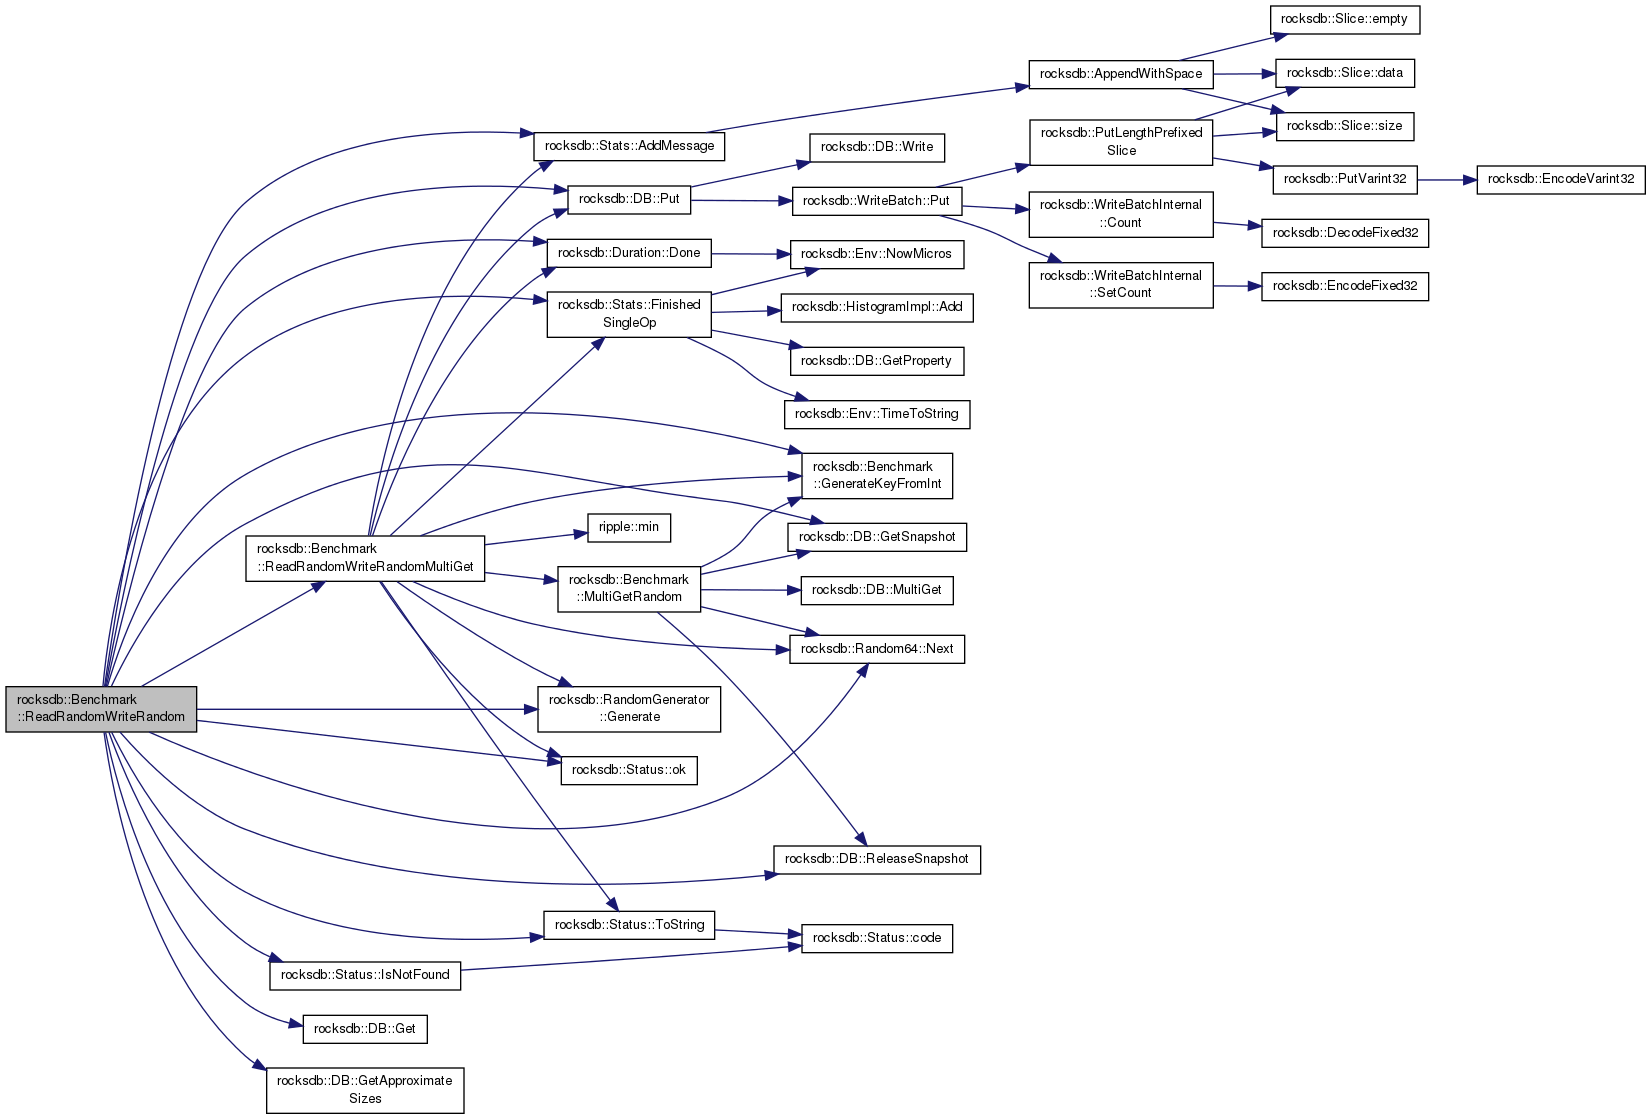 rocksdb::Slice::empty
rocksdb::AppendWithSpace
rocksdb::Slice::data
rocksdb::Slice::size
rocksdb::PutLengthPrefixed
Slice
rocksdb::Stats::AddMessage
rocksdb::DB::Write
rocksdb::PutVarint32
rocksdb::EncodeVarint32
rocksdb::DB::Put
rocksdb::WriteBatch::Put
rocksdb::WriteBatchInternal
::Count
rocksdb::DecodeFixed32
rocksdb::Duration::Done
rocksdb::Env::NowMicros
rocksdb::WriteBatchInternal
::SetCount
rocksdb::EncodeFixed32
rocksdb::Stats::Finished
SingleOp
rocksdb::HistogramImpl::Add
rocksdb::DB::GetProperty
rocksdb::Env::TimeToString
rocksdb::Benchmark
::GenerateKeyFromInt
ripple::min
rocksdb::DB::GetSnapshot
rocksdb::Benchmark
::ReadRandomWriteRandomMultiGet
rocksdb::Benchmark
::MultiGetRandom
rocksdb::DB::MultiGet
rocksdb::Random64::Next
rocksdb::Benchmark
::ReadRandomWriteRandom
rocksdb::RandomGenerator
::Generate
rocksdb::Status::ok
rocksdb::DB::ReleaseSnapshot
rocksdb::Status::ToString
rocksdb::Status::code
rocksdb::Status::IsNotFound
rocksdb::DB::Get
rocksdb::DB::GetApproximate
Sizes